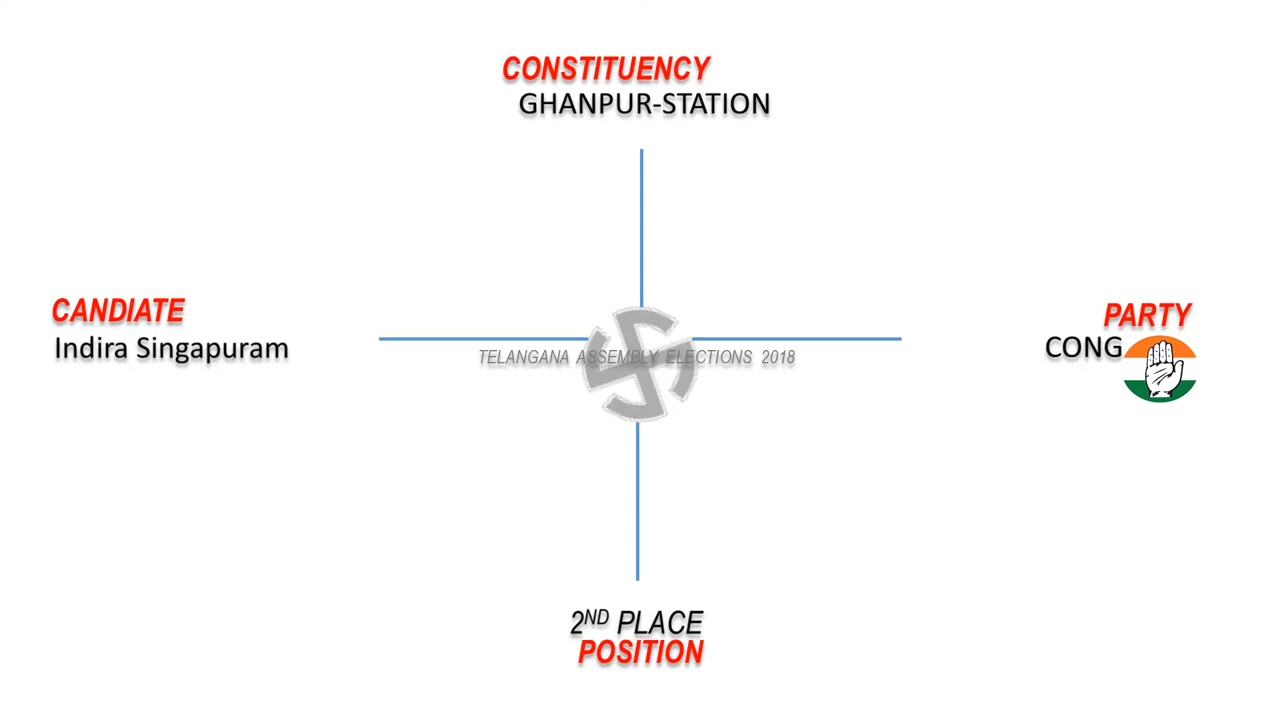 CONSTITUENCY
GHANPUR-STATION
CANDIATE
Indira Singapuram
PARTY
CONG
TELANGANA ASSEMBLY ELECTIONS 2018
2ND PLACE
POSITION